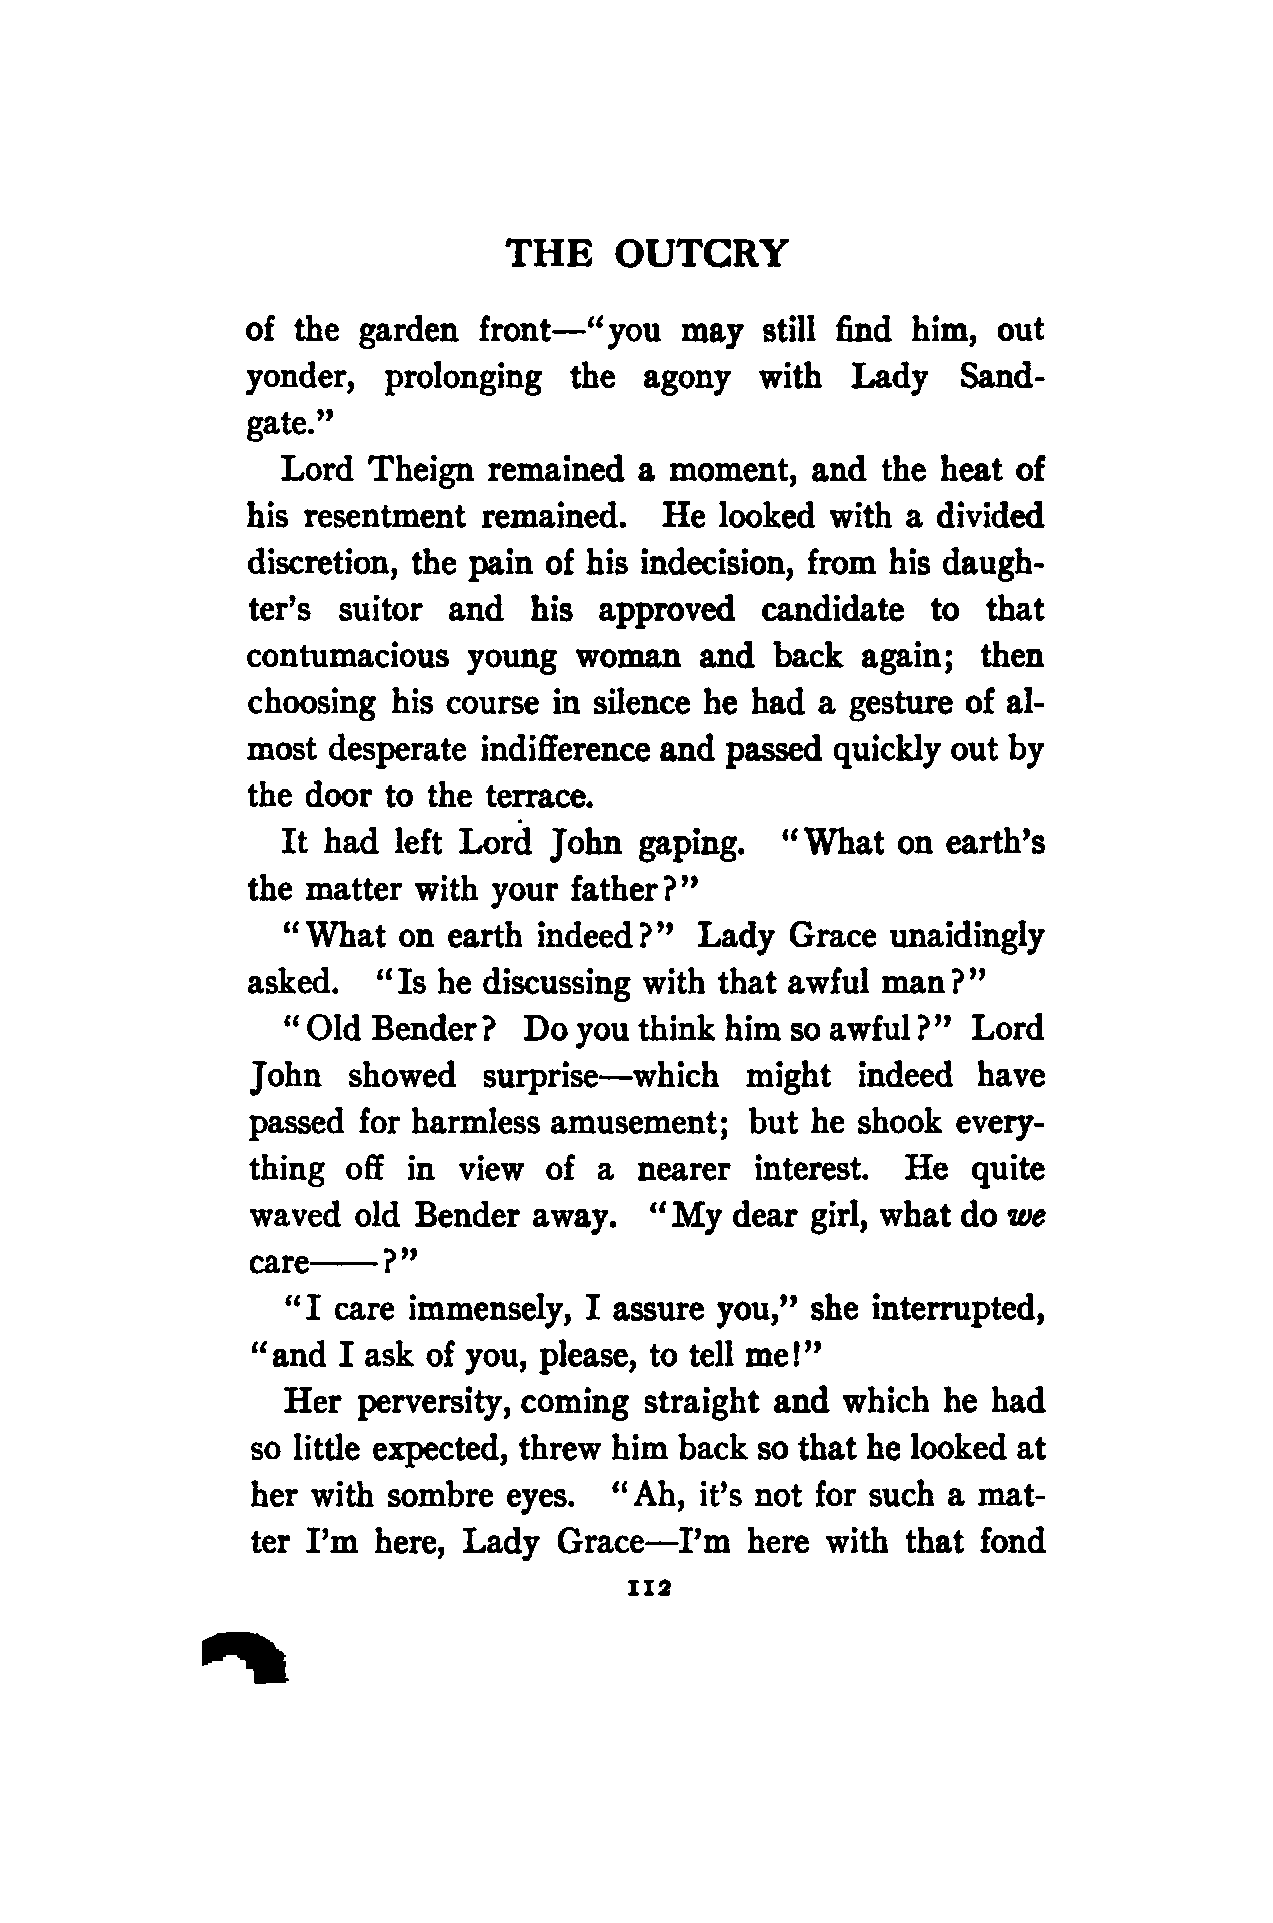 THE OUTCRY
of the garden front—“you may still find him, out
yonder, prolonging the agony with Lady Sand-
gate.”
Lord Theign remained a moment, and the heat of
his resentment remained. He looked with a divided
discretion, the pain of his indecision, from his daugh-
ter’s suitor and his approved candidate to that
contumacious young woman and back again; then
choosing his course in silence he had a gesture of al-
most desperate indifference and passed quickly out by
the door to the terrace.
It had left Lord John gaping. “What on earth’s
the matter with your father?”
“What on earth indeed?” Lady Grace unaidingly
asked. “Is he discussing with that awful man?”
“Old Bender? Do you think him so awful?” Lord
John showed surprise—which might indeed have
passed for harmless amusement; but he shook every-
thing off in view of a nearer interest. He quite
waved old Bender away. “My dear girl, what do we
care——?”
“I care immensely, I assure you,” she interrupted,
“and I ask of you, please, to tell me!”
Her perversity, coming straight and which he had
so little expected, threw him back so that he looked at
her with sombre eyes. “Ah, it’s not for such a mat-
ter I’m here, Lady Grace—I’m here with that fond
112